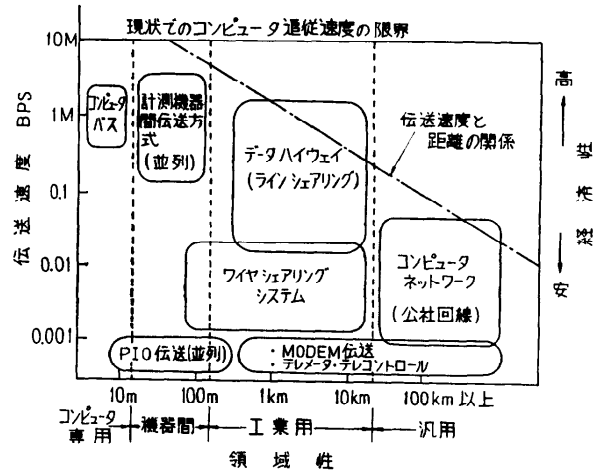 現状でのコンピュータ追従速度の限界
10M
1M
0.1
0.01
0.001
伝送速度 BPS
コンピュータ
バス
計測機器
間伝送方
式
(並列)
データハイウェイ
(ラインシェアリング)
伝送速度と
距離の関係
高
経済性
安
ワイヤシェアリング
システム
コンピュータ
ネットワーク
(公社回線)
PIO伝送(並列)
・MODEM伝送
・テレメータ・テレコントロール
10m
100m
1km
10km
100km以上
コンピュータ
専用
機器間
工業用
汎用
領域性